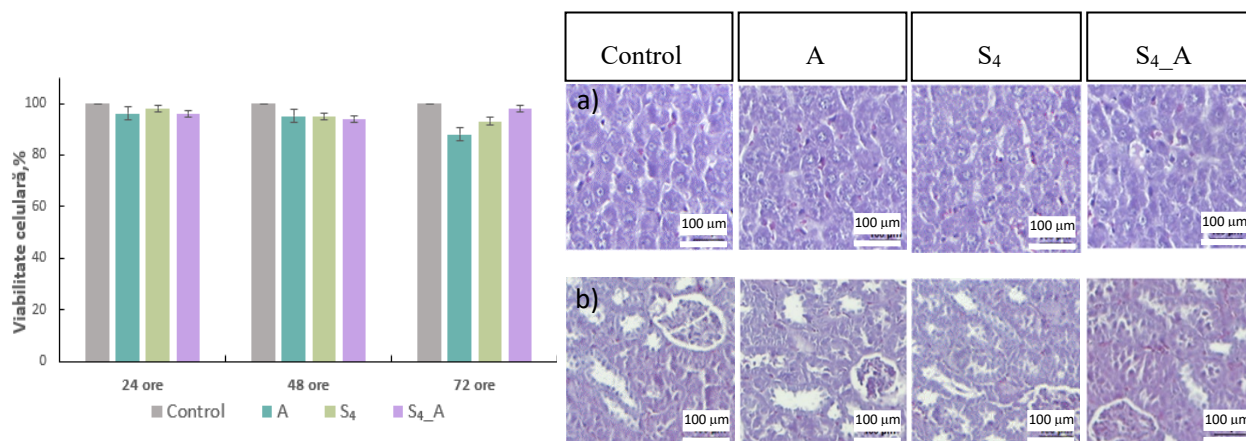 Viabilitate celulară,%
100
80
60
40
20
0
24 ore 48 ore 72 ore
Control A S₄ S₄_A
Control A S₄ S₄_A
a)
100 µm 100 µm 100 µm 100 µm
b)
100 µm 100 µm 100 µm 100 µm